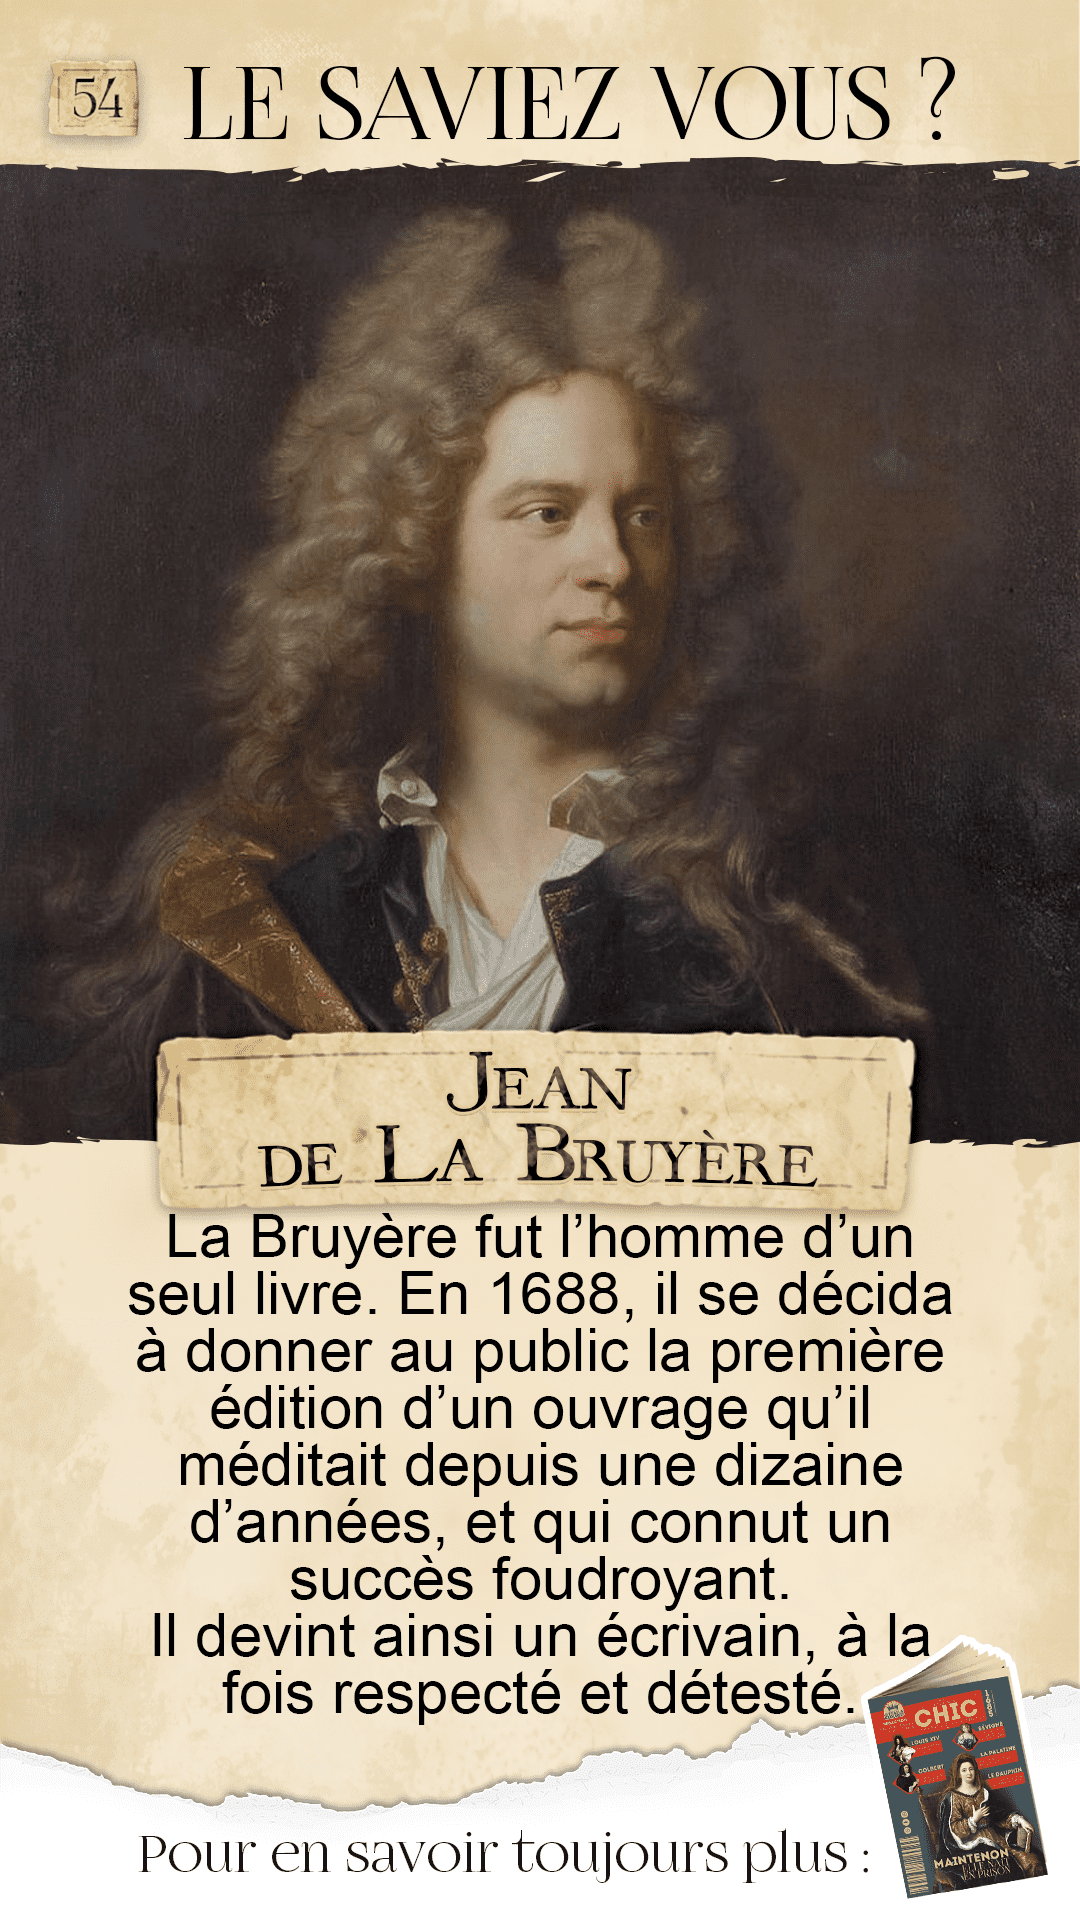 54
LE SAVIEZ VOUS ?
JEAN
DE LA BRUYÈRE
La Bruyère fut l’homme d’un
seul livre. En 1688, il se décida
à donner au public la première
édition d’un ouvrage qu’il
méditait depuis une dizaine
d’années, et qui connut un
succès foudroyant.
Il devint ainsi un écrivain, à la
fois respecté et détesté.
Pour en savoir toujours plus :
CHIC
LOUIS XIV
SÉVIGNÉ
COLBERT
LA PALATINE
LE DAUPHIN
MAINTENON
EN PRISON